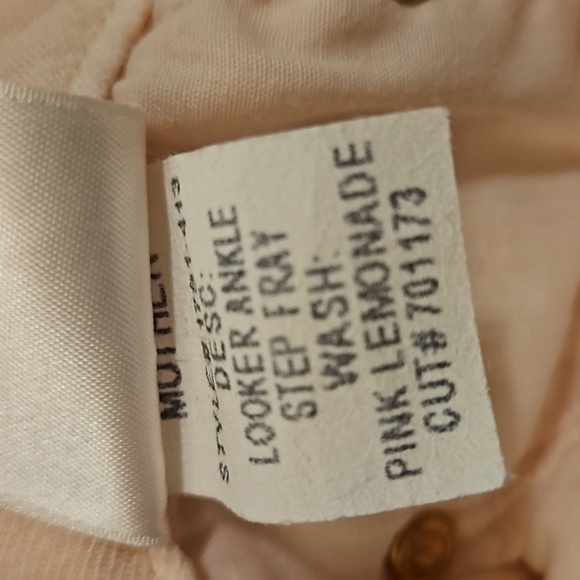 MOTHER
DESC:
LOOKER ANKLE
STEP FRAY
WASH:
PINK LEMONADE
CUT# 701173